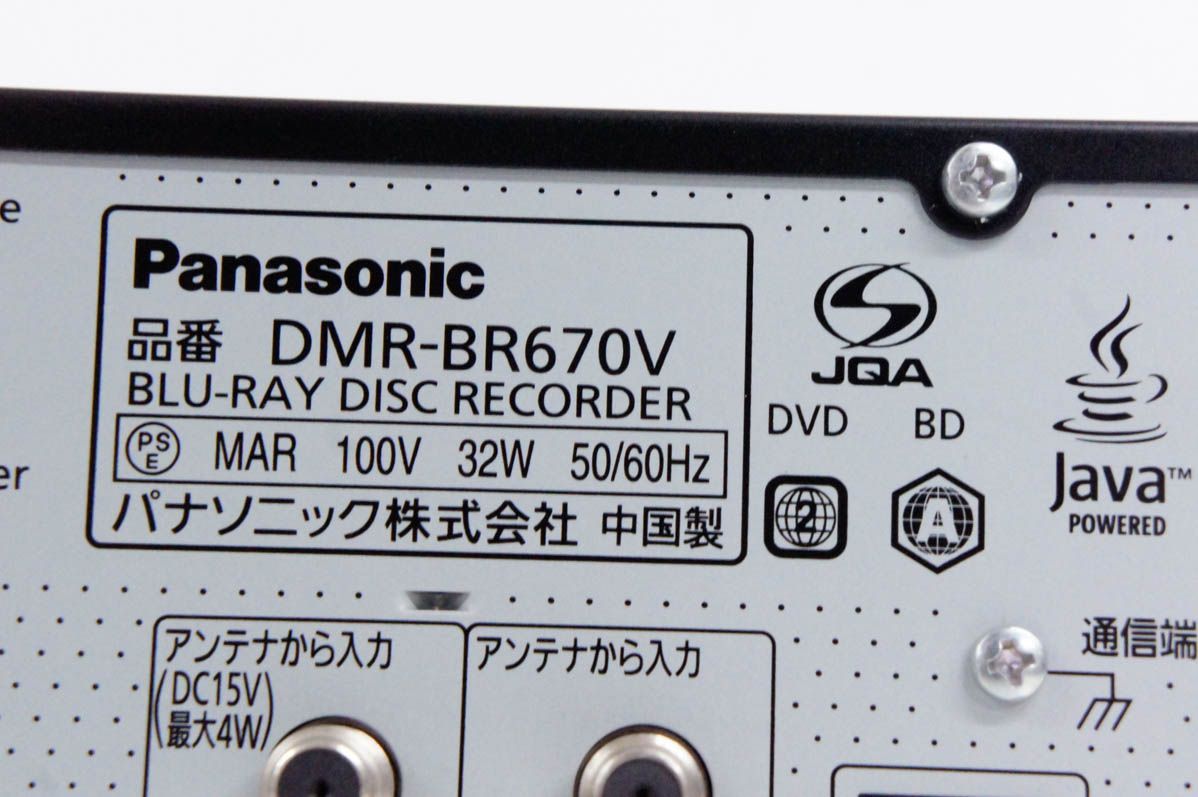 e
Panasonic
品番 DMR-BR670V
BLU-RAY DISC RECORDER
PS
E
MAR 100V 32W 50/60Hz
パナソニック株式会社 中国製
JQA
DVD BD
2
A
Java™
POWERED
er
アンテナから入力
(DC15V)
(最大4W)
アンテナから入力
通信端